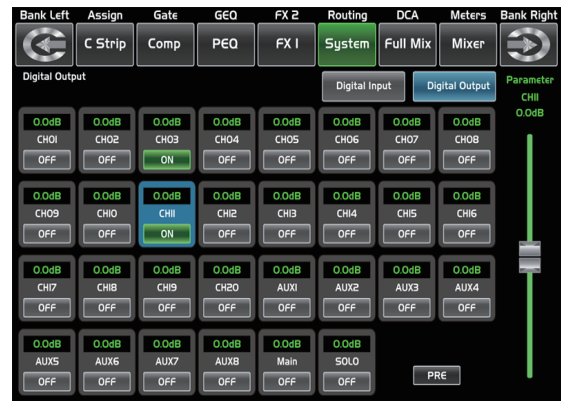 Bank Left Assign Gate GEQ FX 2 Routing DCA Meters Bank Right
C Strip Comp PEQ FX 1 System Full Mix Mixer
Digital Output Digital Input Digital Output Parameter
CH11
0.0dB
0.0dB 0.0dB 0.0dB 0.0dB 0.0dB 0.0dB 0.0dB 0.0dB
CH01 CH02 CH03 CH04 CH05 CH06 CH07 CH08
OFF OFF ON OFF OFF OFF OFF OFF
0.0dB 0.0dB 0.0dB 0.0dB 0.0dB 0.0dB 0.0dB 0.0dB
CH09 CH10 CH11 CH12 CH13 CH14 CH15 CH16
OFF OFF ON OFF OFF OFF OFF OFF
0.0dB 0.0dB 0.0dB 0.0dB 0.0dB 0.0dB 0.0dB 0.0dB
CH17 CH18 CH19 CH20 AUX1 AUX2 AUX3 AUX4
OFF OFF OFF OFF OFF OFF OFF OFF
0.0dB 0.0dB 0.0dB 0.0dB 0.0dB 0.0dB
AUX5 AUX6 AUX7 AUX8 Main SOLO
OFF OFF OFF OFF OFF OFF PRE